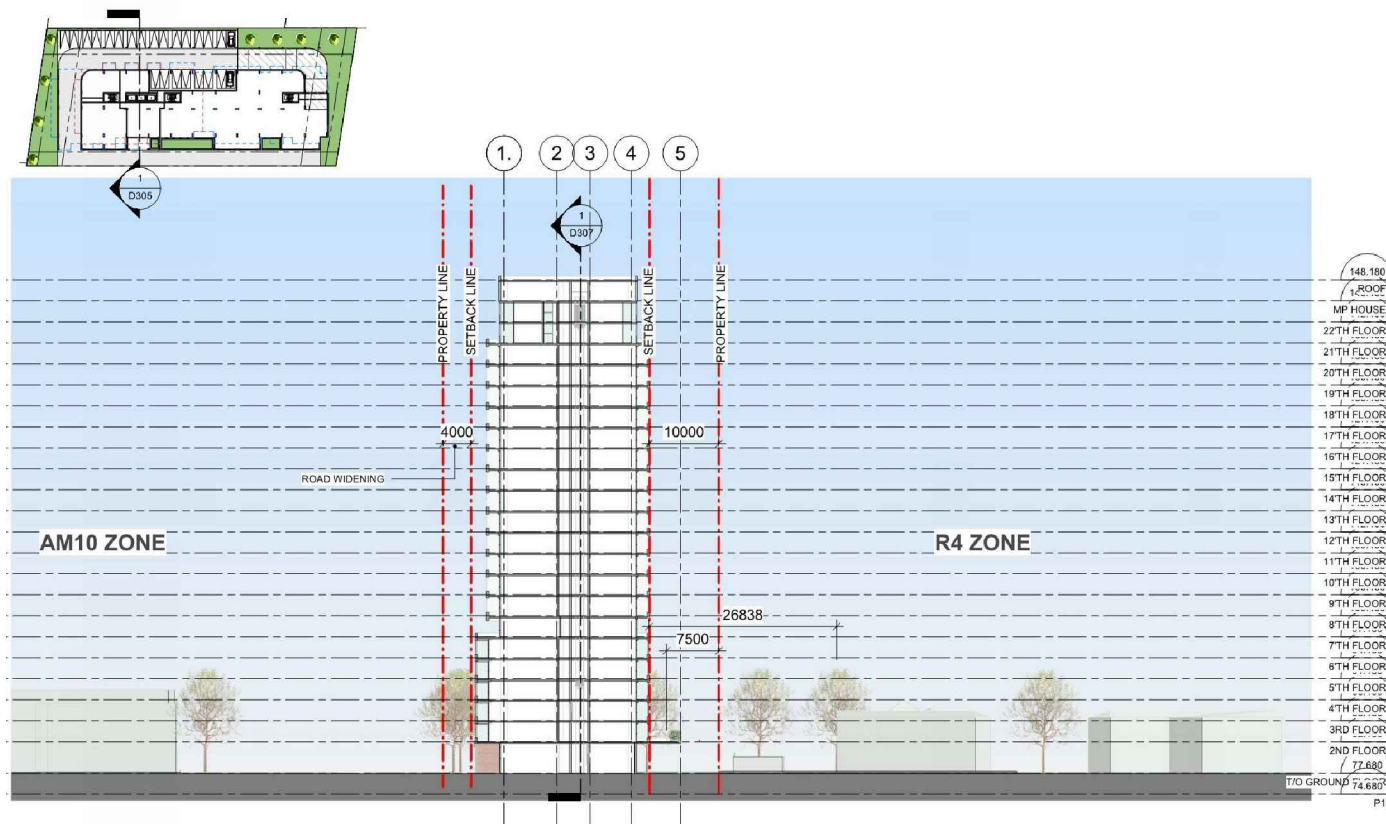 1
D305
1. 2 3 4 5
1
D307
PROPERTY LINE
SETBACK LINE
SETBACK LINE
PROPERTY LINE
148.180
ROOF
MP HOUSE
22'TH FLOOR
21'TH FLOOR
20'TH FLOOR
19'TH FLOOR
18'TH FLOOR
4000
10000
17'TH FLOOR
16'TH FLOOR
ROAD WIDENING
15'TH FLOOR
14'TH FLOOR
13'TH FLOOR
AM10 ZONE
R4 ZONE
12'TH FLOOR
11'TH FLOOR
10'TH FLOOR
9'TH FLOOR
26838
8'TH FLOOR
7500
7'TH FLOOR
6'TH FLOOR
5'TH FLOOR
4'TH FLOOR
3RD FLOOR
2ND FLOOR
77.680
T/O GROUND FLOOR
74.680
P1